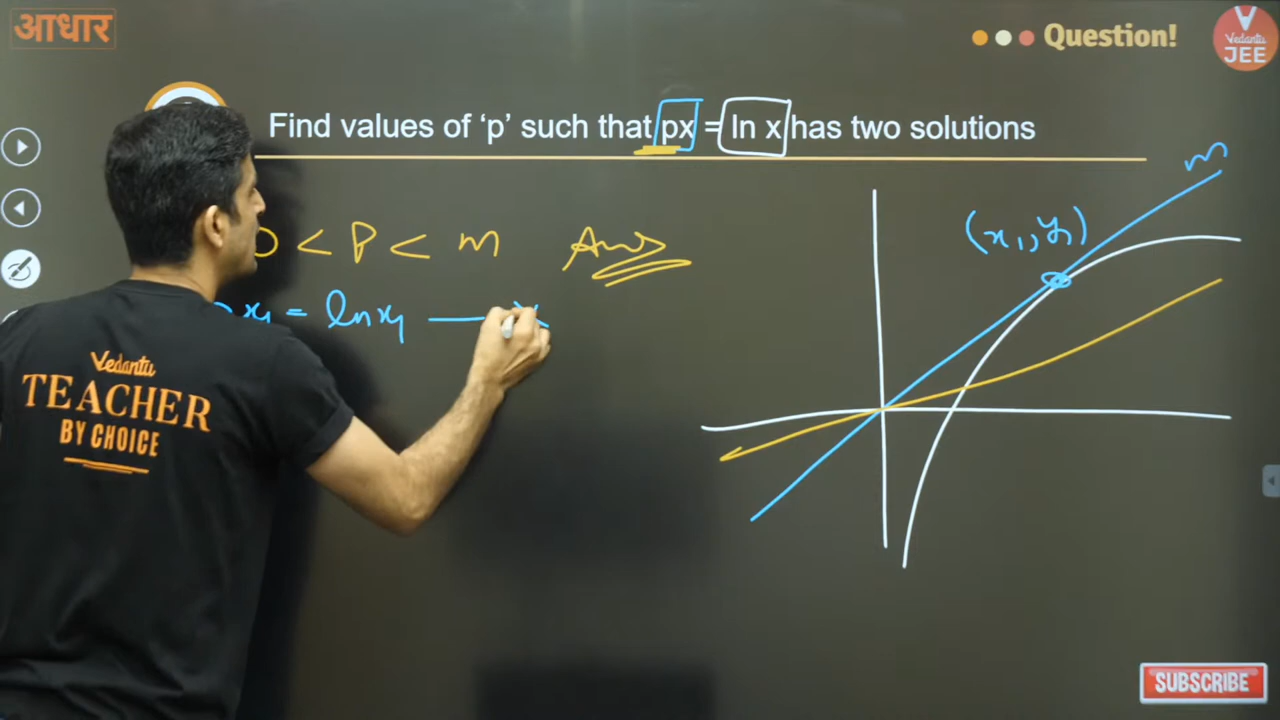 आधार
Question!
Vedantu
JEE
Find values of ‘p’ such that px = ln x has two solutions
m
0 < P < m Ans
(x₁, y₁)
x₁ = ln x₁
Vedantu
TEACHER
BY CHOICE
SUBSCRIBE